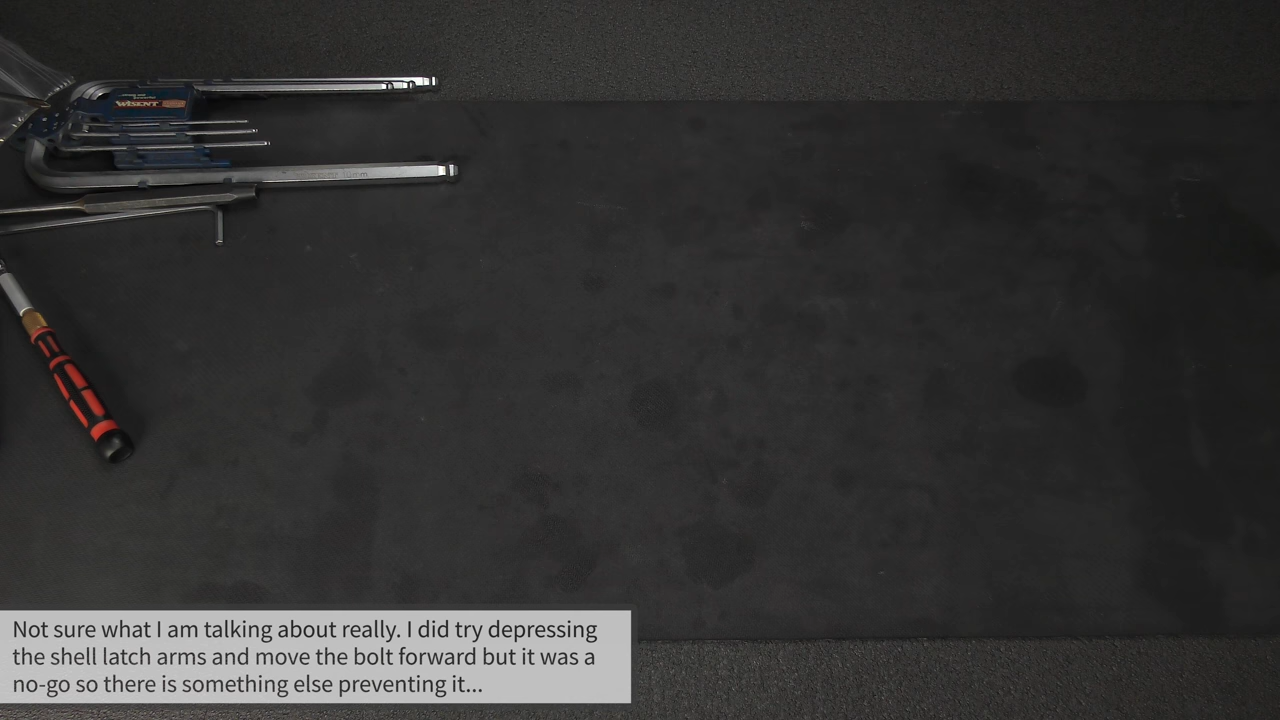 WISENT
Not sure what I am talking about really. I did try depressing
the shell latch arms and move the bolt forward but it was a
no-go so there is something else preventing it...